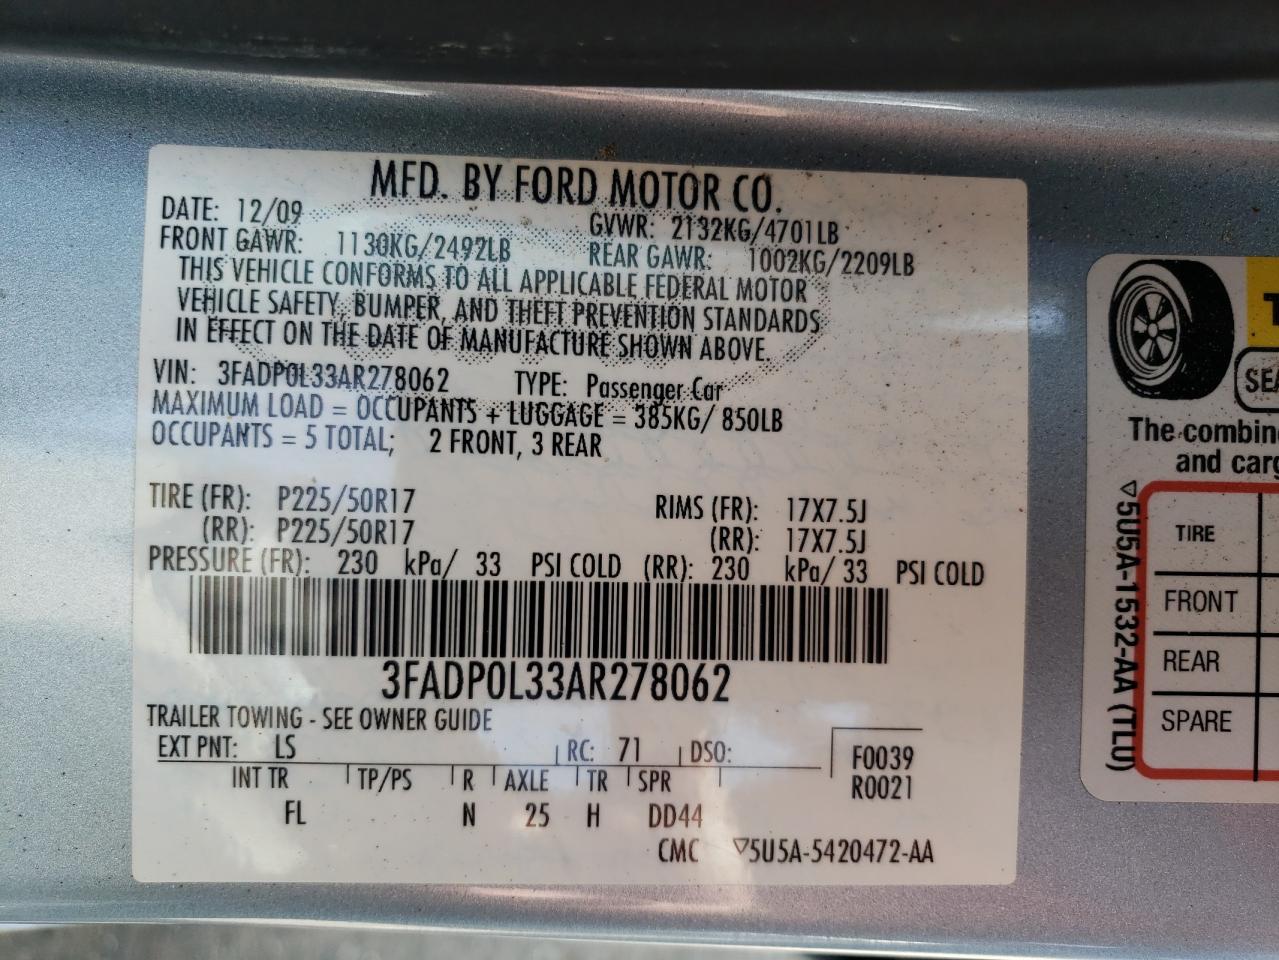 MFD. BY FORD MOTOR CO.
DATE: 12/09 GVWR: 2132KG/4701LB
FRONT GAWR: 1130KG/2492LB REAR GAWR: 1002KG/2209LB
THIS VEHICLE CONFORMS TO ALL APPLICABLE FEDERAL MOTOR
VEHICLE SAFETY, BUMPER, AND THEFT PREVENTION STANDARDS
IN EFFECT ON THE DATE OF MANUFACTURE SHOWN ABOVE.
VIN: 3FADP0L33AR278062 TYPE: Passenger Car
MAXIMUM LOAD = OCCUPANTS + LUGGAGE = 385KG/ 850LB
OCCUPANTS = 5 TOTAL; 2 FRONT, 3 REAR
TIRE (FR): P225/50R17 RIMS (FR): 17X7.5J
(RR): P225/50R17 (RR): 17X7.5J
PRESSURE (FR): 230 kPa/ 33 PSI COLD (RR): 230 kPa/ 33 PSI COLD
3FADP0L33AR278062
TRAILER TOWING - SEE OWNER GUIDE
EXT PNT: LS RC: 71 DSO: F0039
INT TR TP/PS R AXLE TR SPR R0021
FL N 25 H DD44
CMC ▽5U5A-5420472-AA
The
and
▽5U5A-1532-AA (TLU)
TIRE
FRONT
REAR
SPARE